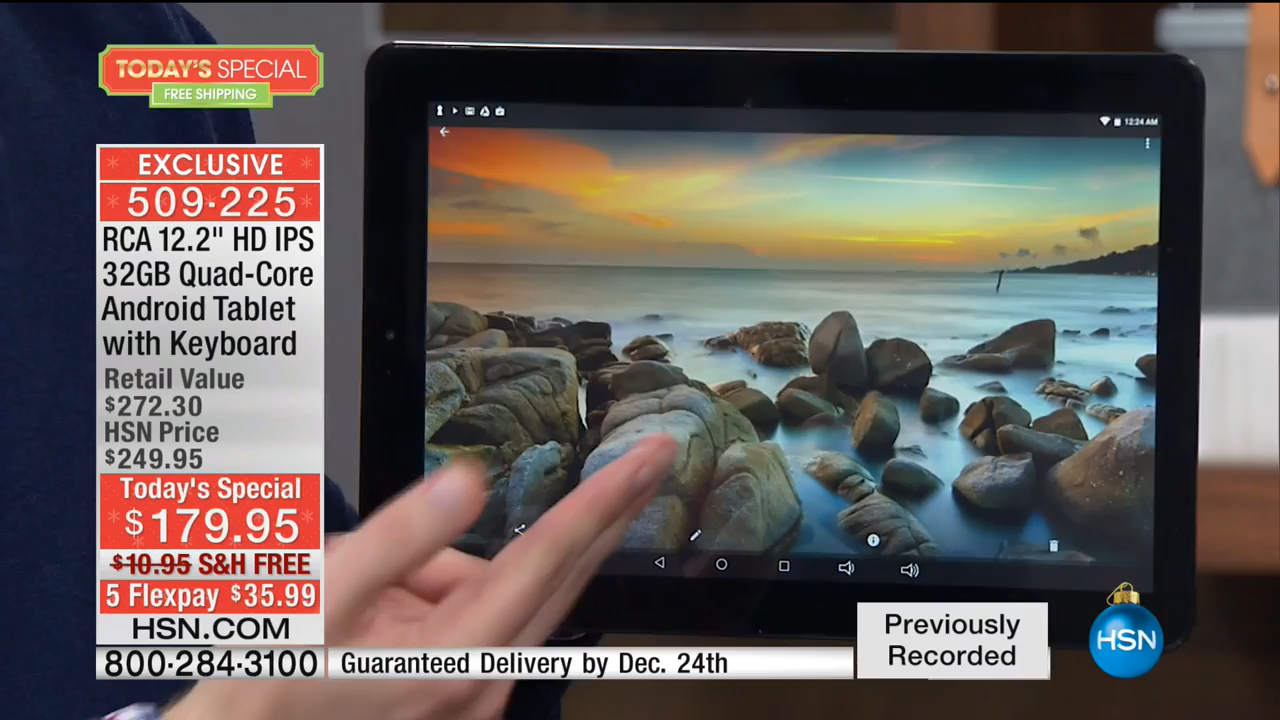 TODAY'S SPECIAL
FREE SHIPPING
EXCLUSIVE
509·225
RCA 12.2" HD IPS
32GB Quad-Core
Android Tablet
with Keyboard
Retail Value
$272.30
HSN Price
$249.95
Today's Special
$179.95
$10.95 S&H FREE
5 Flexpay $35.99
HSN.COM
800·284·3100
Guaranteed Delivery by Dec. 24th
12:24 AM
Previously
Recorded
HSN